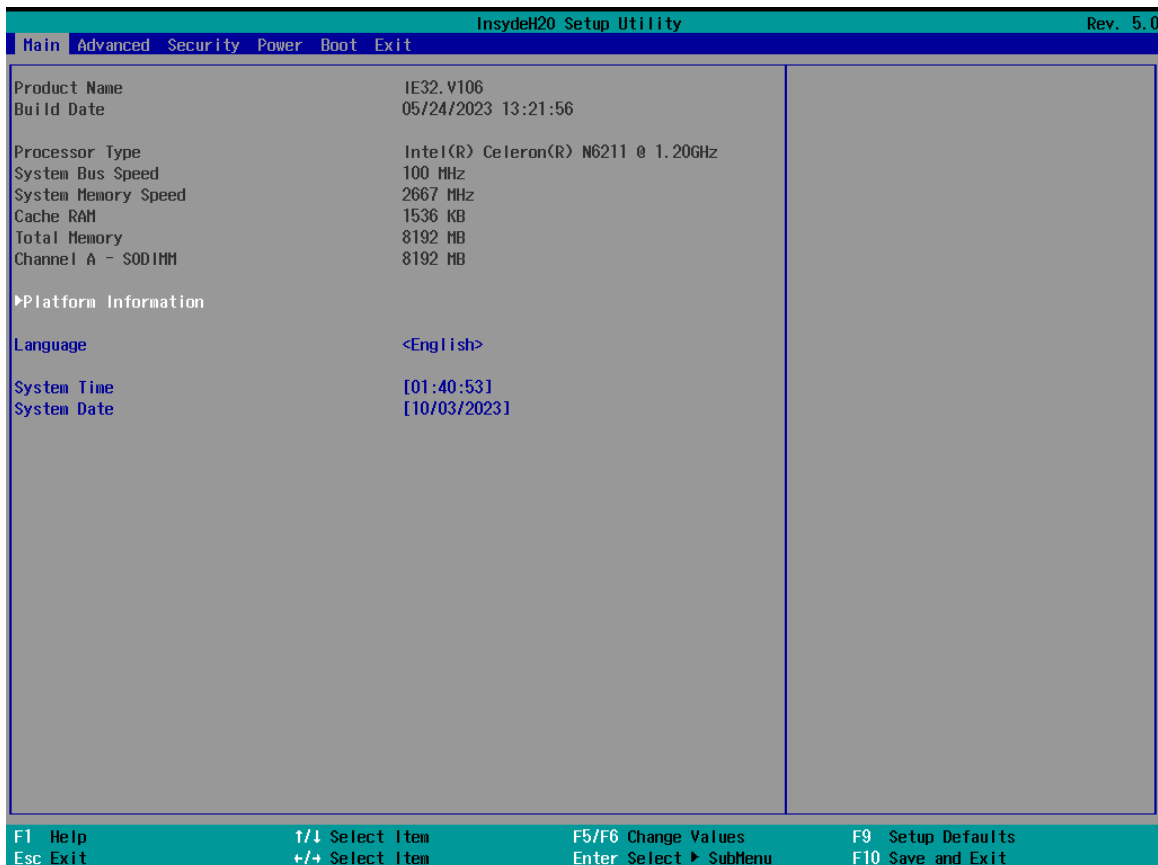 InsydeH20 Setup Utility Rev. 5.0
Main Advanced Security Power Boot Exit
Product Name IE32.V106
Build Date 05/24/2023 13:21:56
Processor Type Intel(R) Celeron(R) N6211 @ 1.20GHz
System Bus Speed 100 MHz
System Memory Speed 2667 MHz
Cache RAM 1536 KB
Total Memory 8192 MB
Channel A - SODIMM 8192 MB
▶Platform Information
Language <English>
System Time [01:40:53]
System Date [10/03/2023]
F1 Help ↑/↓ Select Item F5/F6 Change Values F9 Setup Defaults
Esc Exit ←/→ Select Item Enter Select ▶ SubMenu F10 Save and Exit